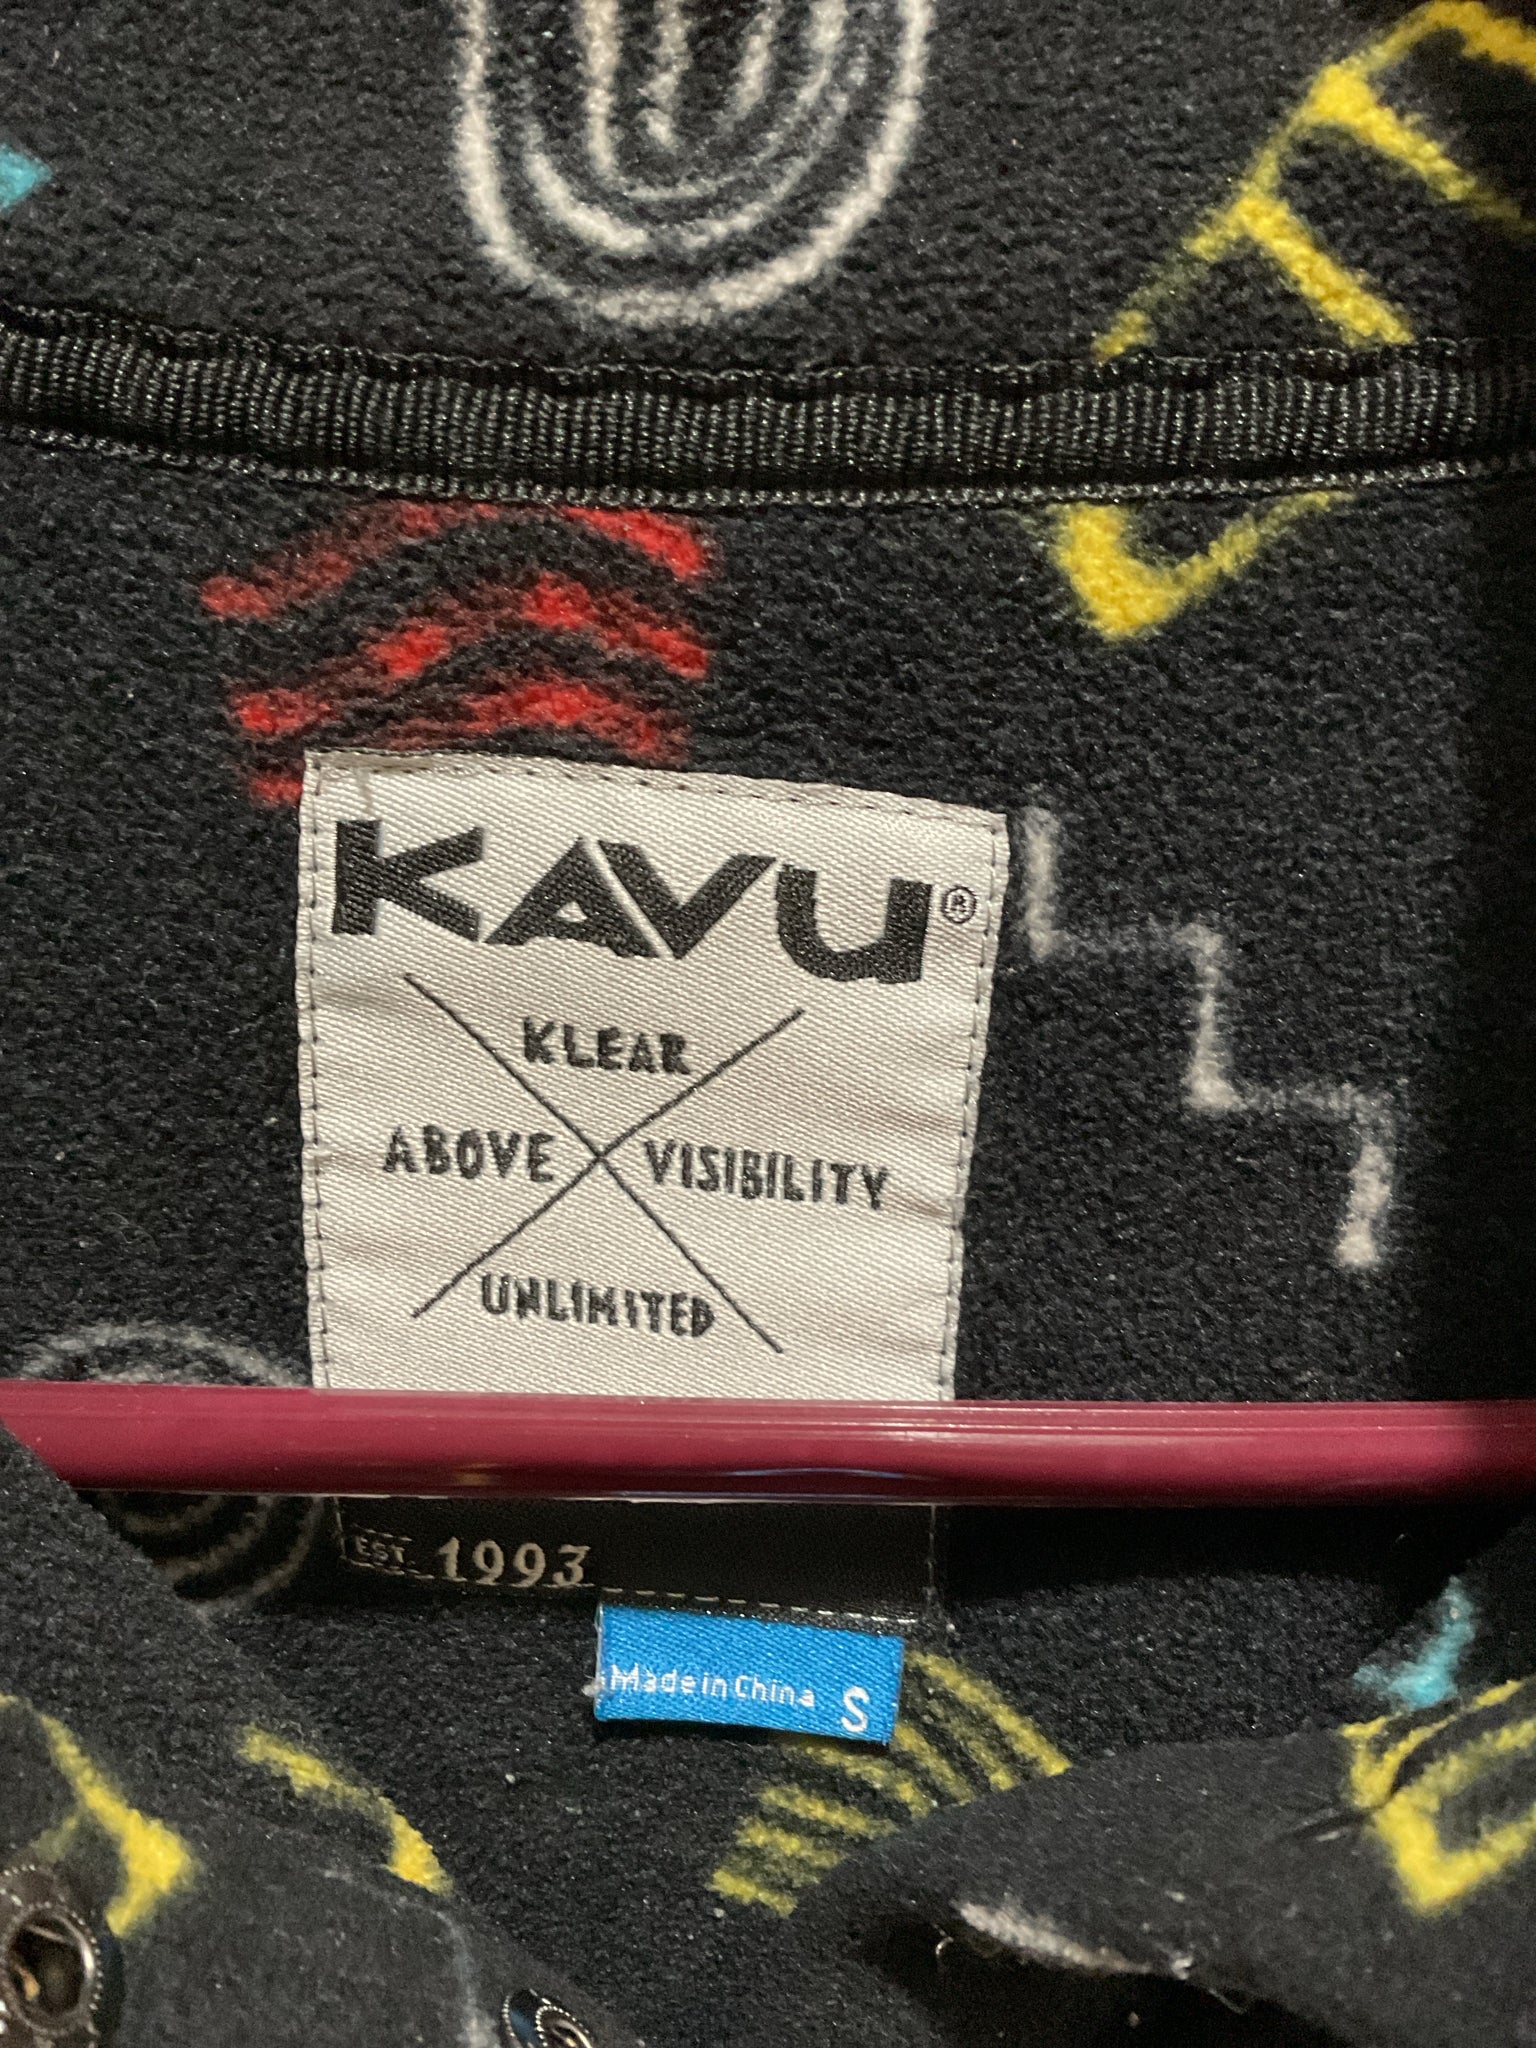 KAVU®
KLEAR
ABOVE VISIBILITY
UNLIMITED
EST. 1993
Made in China S